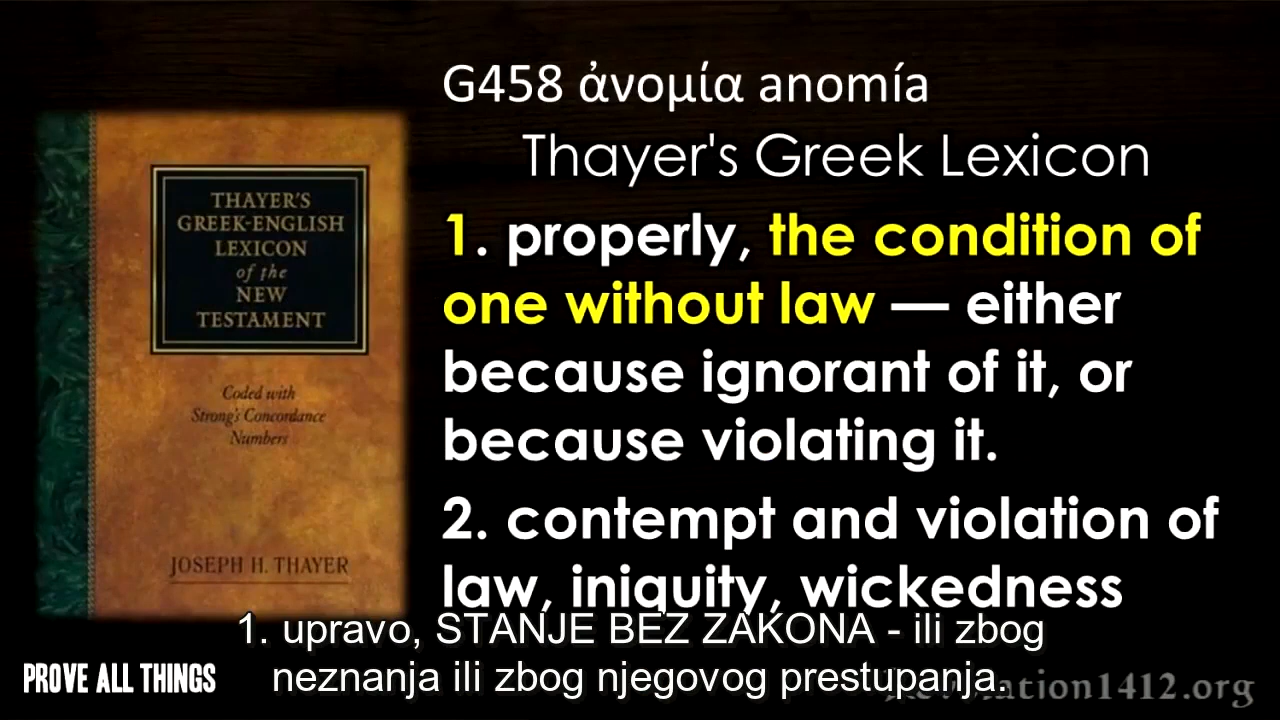 G458 ἀνομία anomía
Thayer's Greek Lexicon
1. properly, the condition of
one without law — either
because ignorant of it, or
because violating it.
2. contempt and violation of
law, iniquity, wickedness
THAYER'S
GREEK-ENGLISH
LEXICON
of the
NEW
TESTAMENT
Coded with
Strong's Concordance
Numbers
JOSEPH H. THAYER
1. upravo, STANJE BEZ ZAKONA - ili zbog
neznanja ili zbog njegovog prestupanja.
PROVE ALL THINGS